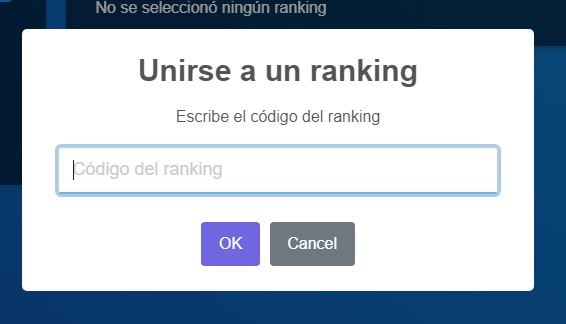 No se seleccionó ningún ranking
Unirse a un ranking
Escribe el código del ranking
Código del ranking
OK
Cancel